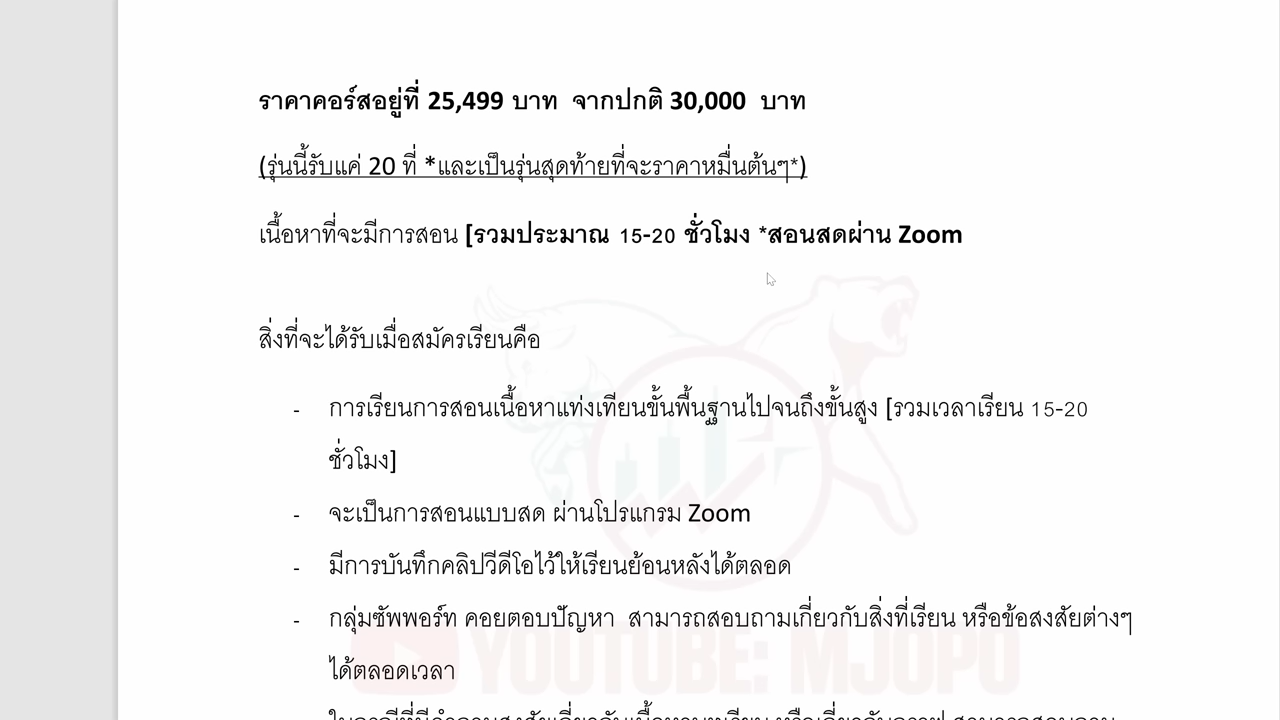 ราคาคอร์สอยู่ที่ 25,499 บาท จากปกติ 30,000 บาท
(รุ่นนี้รับแค่ 20 ที่ *และเป็นรุ่นสุดท้ายที่จะราคาหมื่นต้นๆ*)
เนื้อหาที่จะมีการสอน [รวมประมาณ 15-20 ชั่วโมง *สอนสดผ่าน Zoom
สิ่งที่จะได้รับเมื่อสมัครเรียนคือ
- การเรียนการสอนเนื้อหาแท่งเทียนขั้นพื้นฐานไปจนถึงขั้นสูง [รวมเวลาเรียน 15-20
ชั่วโมง]
- จะเป็นการสอนแบบสด ผ่านโปรแกรม Zoom
- มีการบันทึกคลิปวีดีโอไว้ให้เรียนย้อนหลังได้ตลอด
- กลุ่มซัพพอร์ท คอยตอบปัญหา สามารถสอบถามเกี่ยวกับสิ่งที่เรียน หรือข้อสงสัยต่างๆ
ได้ตลอดเวลา
YOUTUBE: MJOPO